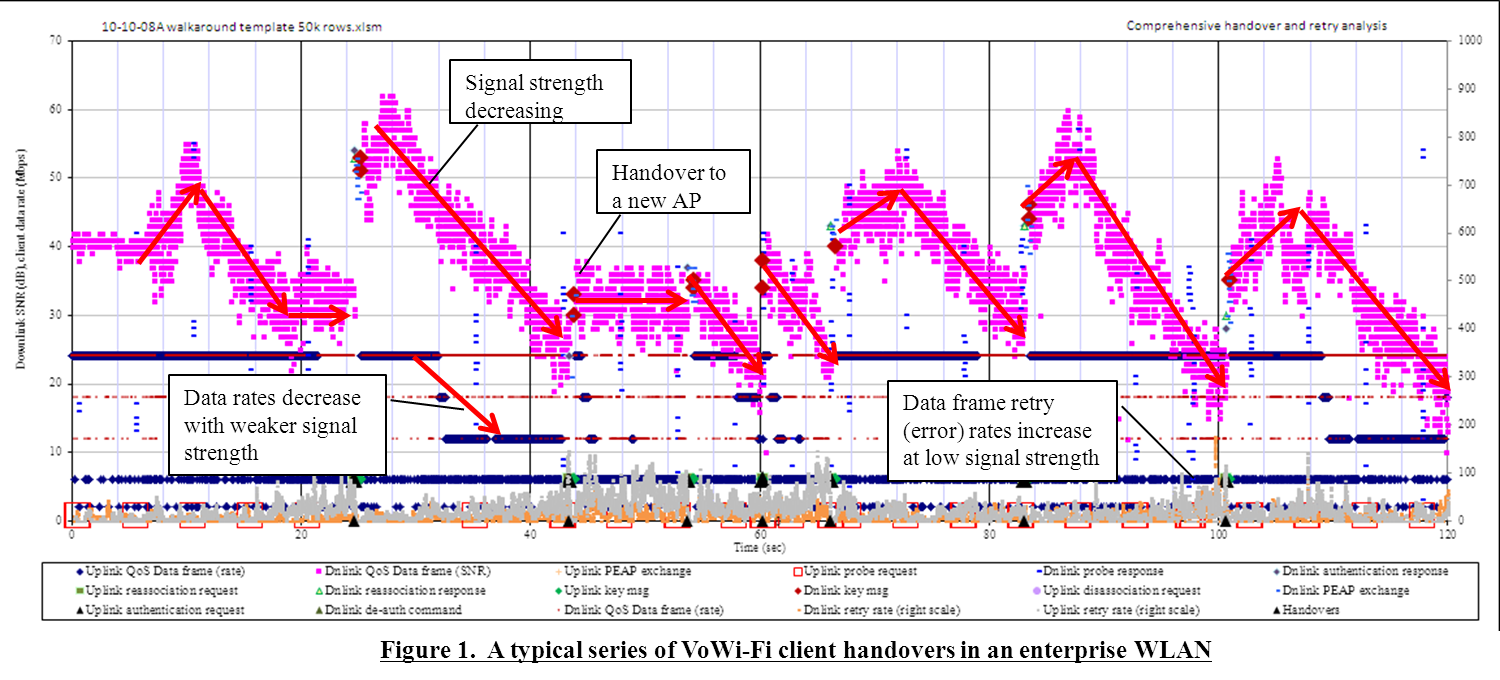 10-10-08A walkaround template 50k rows.xlsm
Comprehensive handover and retry analysis
70
60
50
40
30
20
10
0
Downlink SNR (dB), client data rate (Mbps)
1000
900
800
700
600
500
400
300
200
100
0
Signal strength
decreasing
Handover to
a new AP
Data rates decrease
with weaker signal
strength
Data frame retry
(error) rates increase
at low signal strength
0 20 40 60 80 100 120
Time (sec)
Uplink QoS Data frame (rate) Dnlink QoS Data frame (SNR) Uplink PEAP exchange Uplink probe request Dnlink probe response Dnlink authentication response
Uplink reassociation request Dnlink reassociation response Uplink key msg Dnlink key msg Uplink disassociation request Dnlink PEAP exchange
Uplink authentication request Dnlink de-auth command Dnlink QoS Data frame (rate) Dnlink retry rate (right scale) Uplink retry rate (right scale) Handovers
Figure 1. A typical series of VoWi-Fi client handovers in an enterprise WLAN